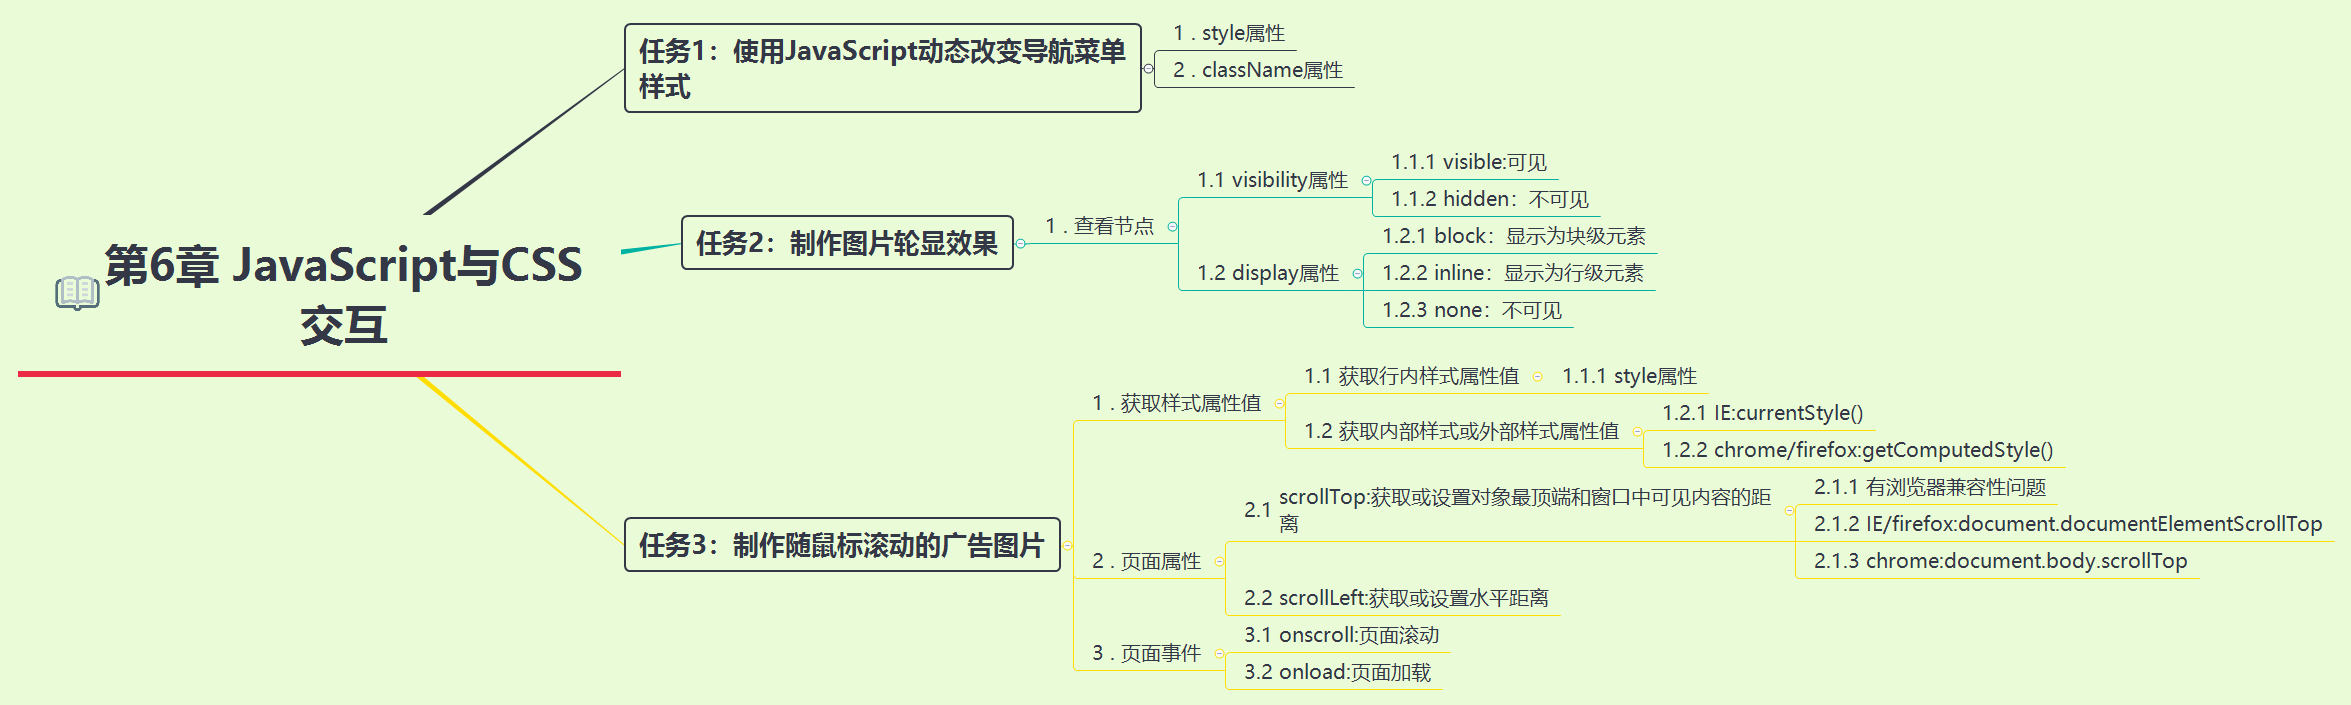 第6章 JavaScript与CSS
交互
任务1：使用JavaScript动态改变导航菜单
样式
1 . style属性
2 . className属性
任务2：制作图片轮显效果
1 . 查看节点
1.1 visibility属性
1.1.1 visible:可见
1.1.2 hidden：不可见
1.2 display属性
1.2.1 block：显示为块级元素
1.2.2 inline：显示为行级元素
1.2.3 none：不可见
任务3：制作随鼠标滚动的广告图片
1 . 获取样式属性值
1.1 获取行内样式属性值
1.1.1 style属性
1.2 获取内部样式或外部样式属性值
1.2.1 IE:currentStyle()
1.2.2 chrome/firefox:getComputedStyle()
2 . 页面属性
2.1 scrollTop:获取或设置对象最顶端和窗口中可见内容的距
离
2.1.1 有浏览器兼容性问题
2.1.2 IE/firefox:document.documentElementScrollTop
2.1.3 chrome:document.body.scrollTop
2.2 scrollLeft:获取或设置水平距离
3 . 页面事件
3.1 onscroll:页面滚动
3.2 onload:页面加载